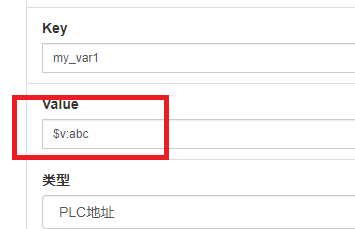 Key
my_var1
Value
$v:abc
类型
PLC地址